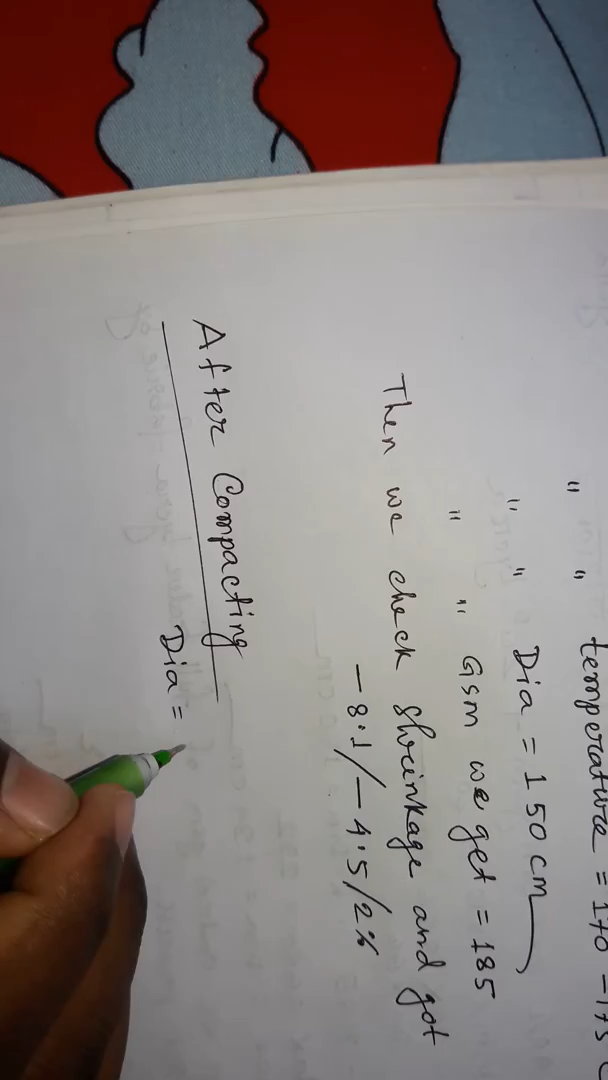 " " temperature = 170 - 175
" " Dia = 150 cm
" " Gsm we get = 185
Then we check shrinkage and got
- 8.1/- 4.5/2%
After Compacting
Dia =